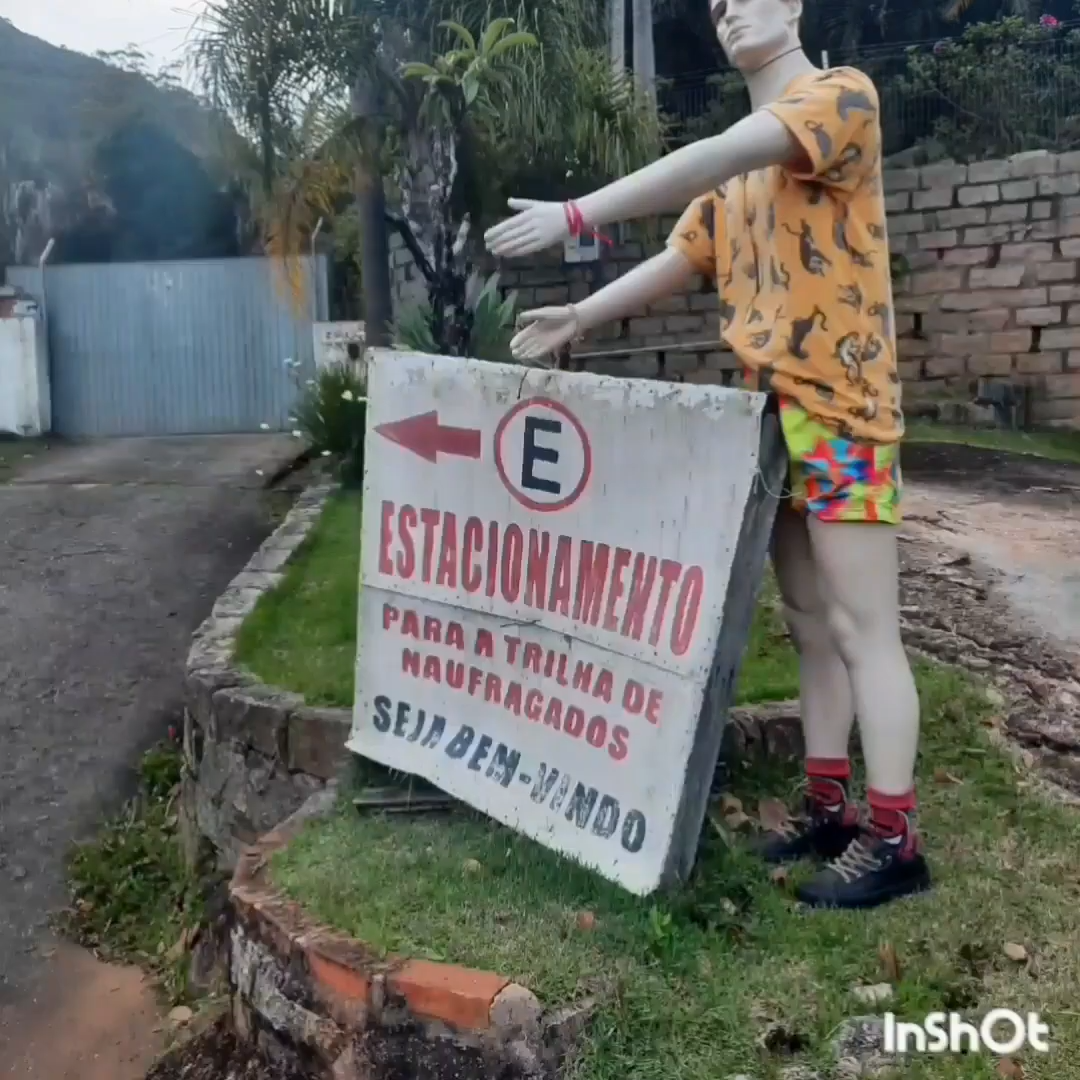 E
ESTACIONAMENTO
PARA A TRILHA DE
NAUFRAGADOS
SEJA BEM-VINDO
InShOt